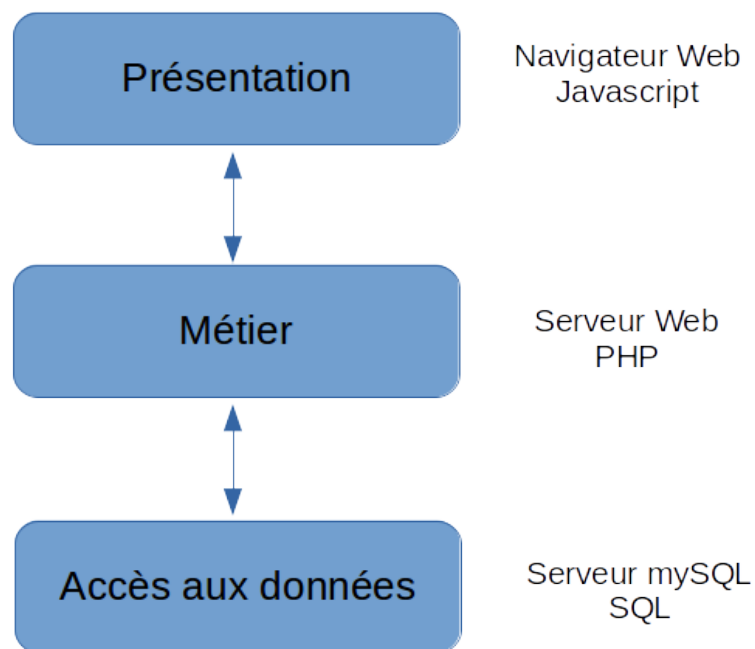 Présentation
Navigateur Web
Javascript
Métier
Serveur Web
PHP
Accès aux données
Serveur mySQL
SQL